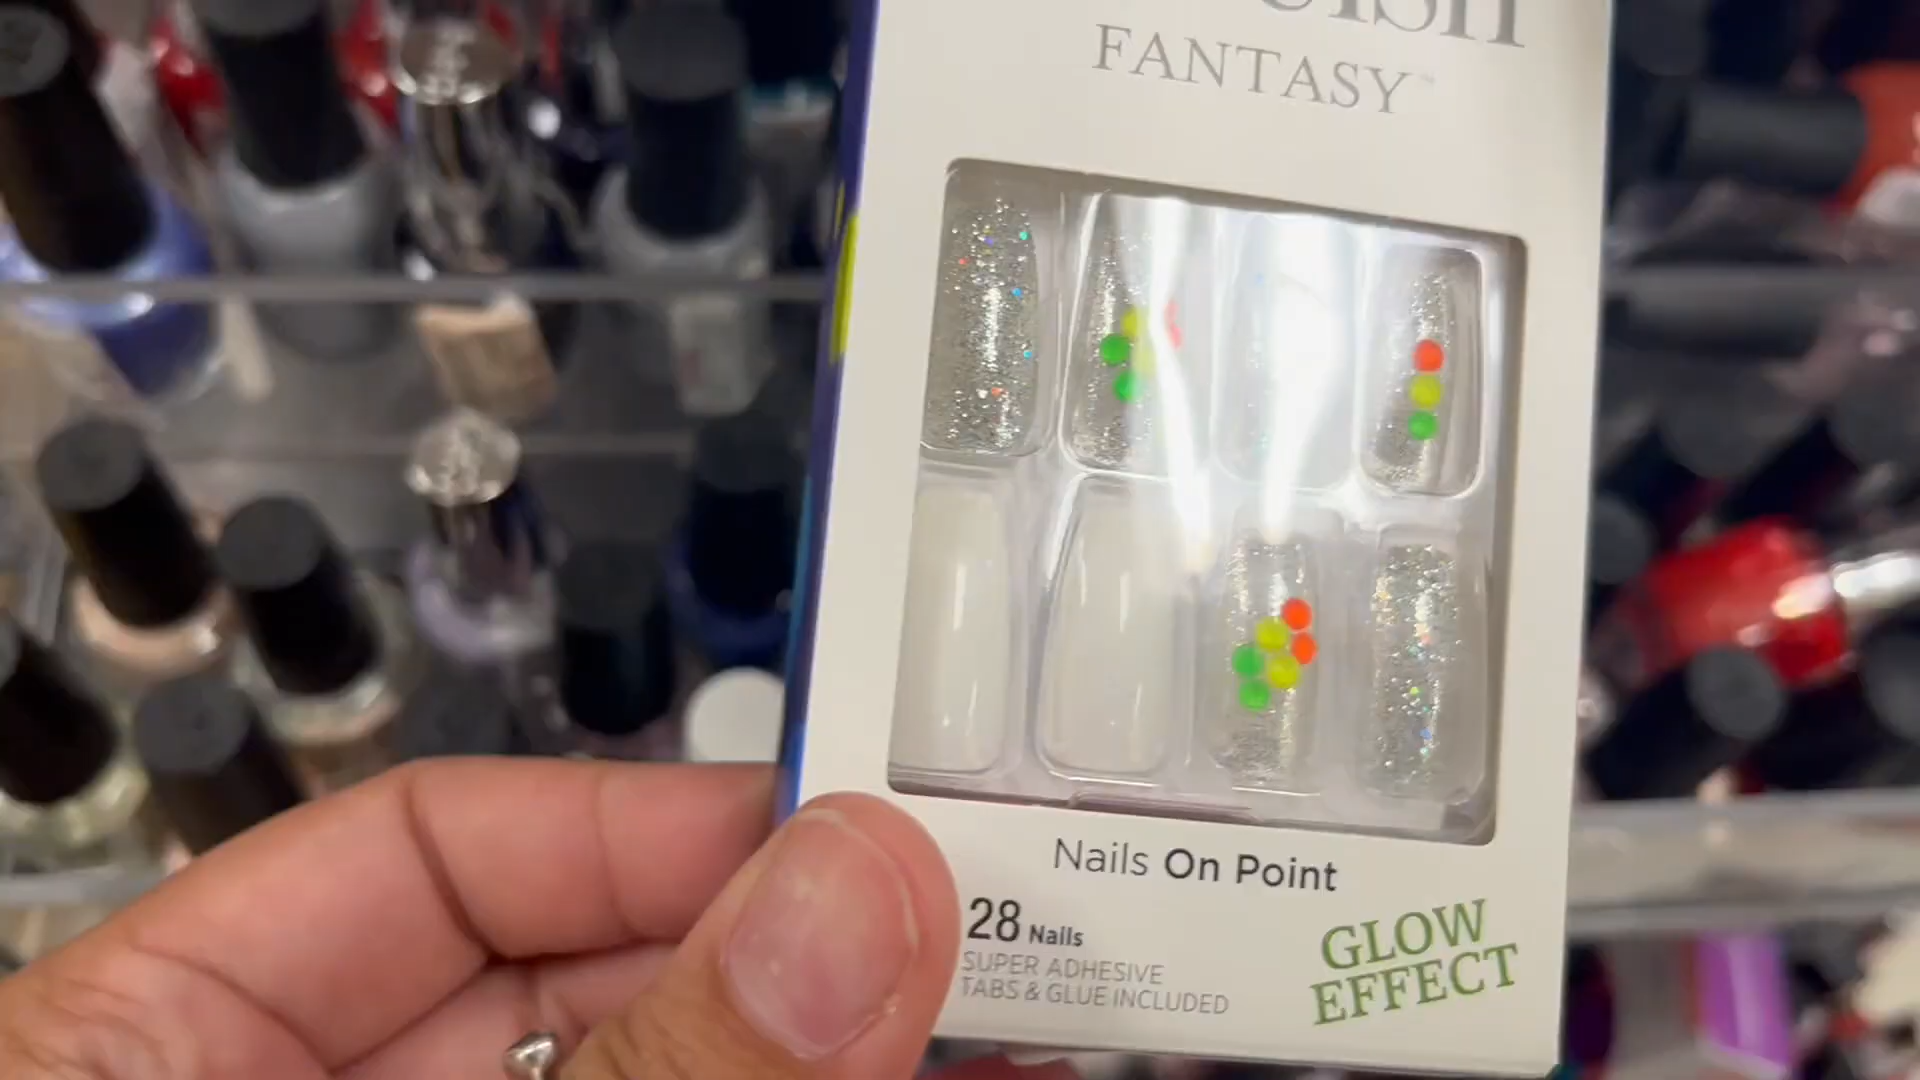 FANTASY™
Nails On Point
28 Nails
SUPER ADHESIVE
TABS & GLUE INCLUDED
GLOW
EFFECT